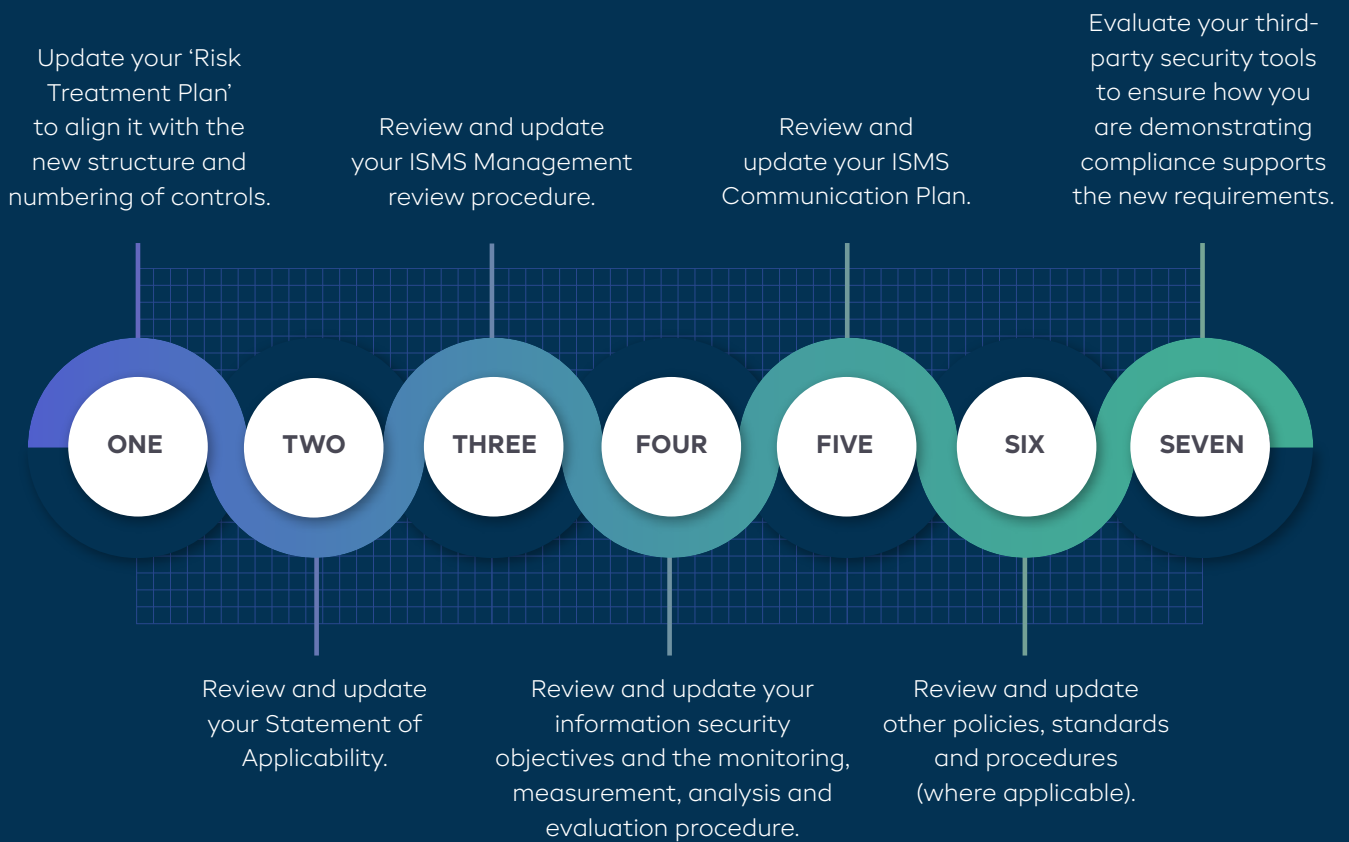 Update your ‘Risk
Treatment Plan’
to align it with the
new structure and
numbering of controls.
Review and update
your ISMS Management
review procedure.
Review and
update your ISMS
Communication Plan.
Evaluate your third-
party security tools
to ensure how you
are demonstrating
compliance supports
the new requirements.
ONE
TWO
THREE
FOUR
FIVE
SIX
SEVEN
Review and update
your Statement of
Applicability.
Review and update your
information security
objectives and the monitoring,
measurement, analysis and
evaluation procedure.
Review and update
other policies, standards
and procedures
(where applicable).